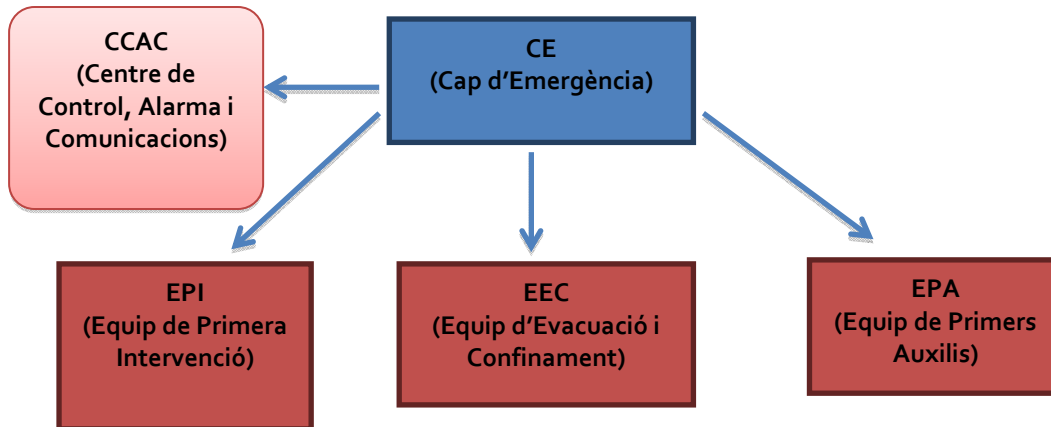 CCAC
(Centre de
Control, Alarma i
Comunicacions)
CE
(Cap d’Emergència)
EPI
(Equip de Primera
Intervenció)
EEC
(Equip d’Evacuació i
Confinament)
EPA
(Equip de Primers
Auxilis)